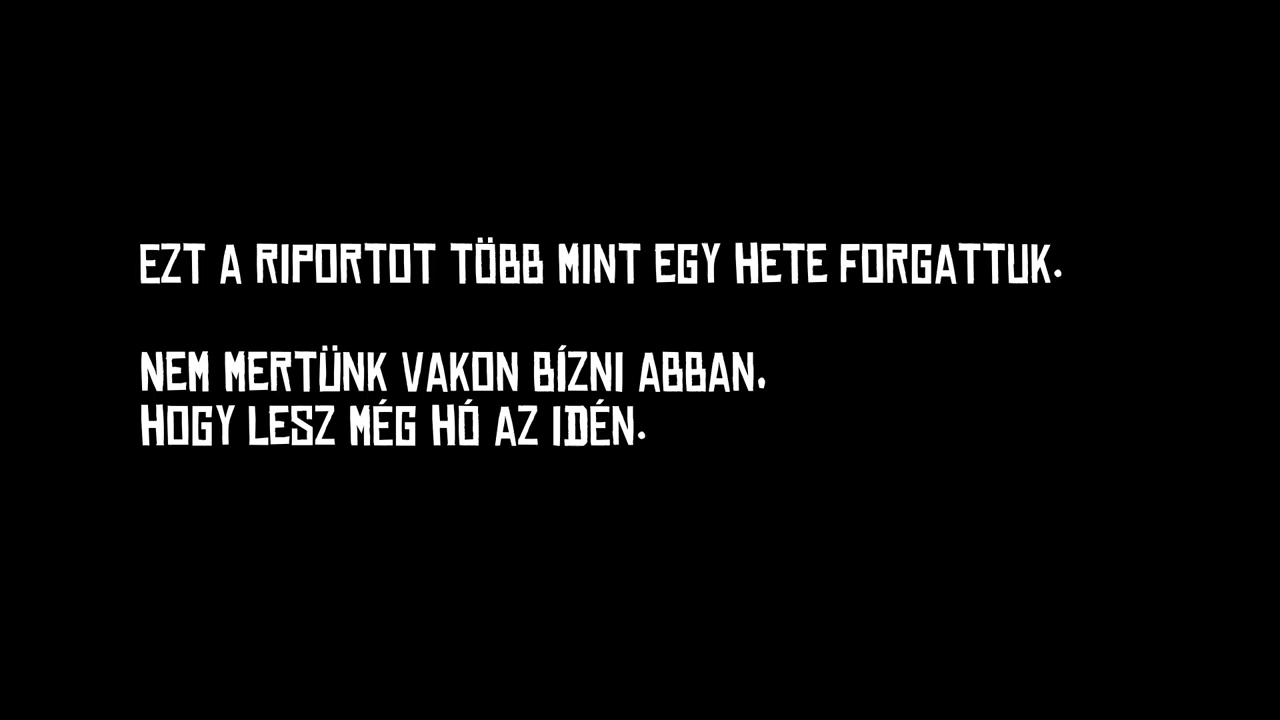 EZT A RIPORTOT TÖBB MINT EGY HETE FORGATTUK.
NEM MERTÜNK VAKON BÍZNI ABBAN,
HOGY LESZ MÉG HÓ AZ IDÉN.